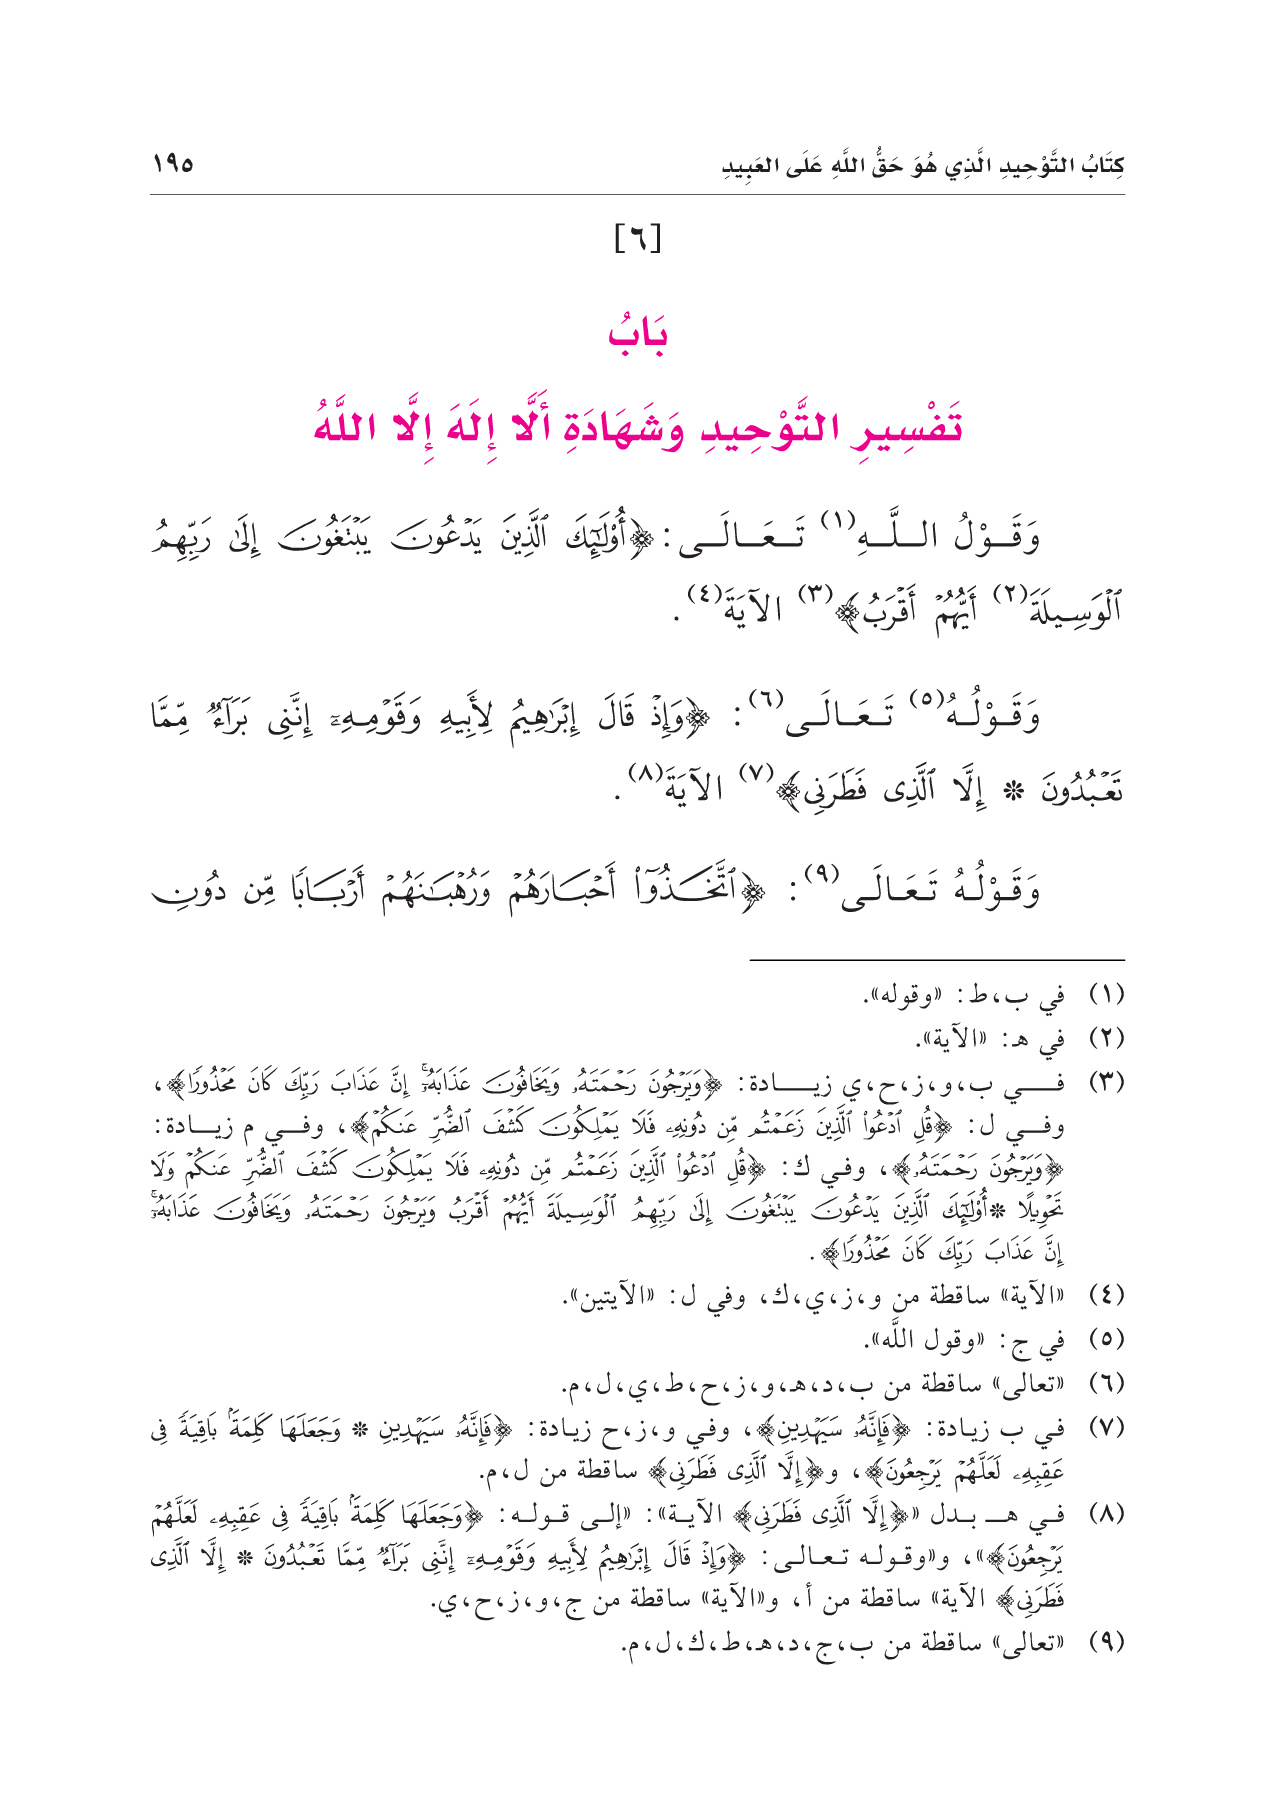 كِتَابُ التَّوْحِيدِ الَّذِي هُوَ حَقُّ اللَّهِ عَلَى العَبِيدِ ١٩٥
[٦]
بَابُ
تَفْسِيرِ التَّوْحِيدِ وَشَهَادَةِ أَلَّا إِلَهَ إِلَّا اللَّهُ
وَقَوْلُ اللَّهِ(١) تَعَالَى: ﴿أُوْلَٰٓئِكَ ٱلَّذِينَ يَدۡعُونَ يَبۡتَغُونَ إِلَىٰ رَبِّهِمُ
ٱلۡوَسِيلَةَ(٢) أَيُّهُمۡ أَقۡرَبُ﴾(٣) الآيَةَ(٤).
وَقَوْلُهُ(٥) تَعَالَى(٦): ﴿وَإِذۡ قَالَ إِبۡرَٰهِيمُ لِأَبِيهِ وَقَوۡمِهِۦٓ إِنَّنِى بَرَآءٞ مِّمَّا
تَعۡبُدُونَ * إِلَّا ٱلَّذِى فَطَرَنِى﴾(٧) الآيَةَ(٨).
وَقَوْلُهُ تَعَالَى(٩): ﴿ٱتَّخَذُوٓاْ أَحۡبَارَهُمۡ وَرُهۡبَٰنَهُمۡ أَرۡبَابٗا مِّن دُونِ
(١) في ب،ط: «وقوله».
(٢) في هـ: «الآية».
(٣) في ب،و،ز،ح،ي زيادة: ﴿وَيَرۡجُونَ رَحۡمَتَهُۥ وَيَخَافُونَ عَذَابَهُۥٓۚ إِنَّ عَذَابَ رَبِّكَ كَانَ مَحۡذُورٗا﴾،
وفي ل: ﴿قُلِ ٱدۡعُواْ ٱلَّذِينَ زَعَمۡتُم مِّن دُونِهِۦ فَلَا يَمۡلِكُونَ كَشۡفَ ٱلضُّرِّ عَنكُمۡ﴾، وفي م زيادة:
﴿وَيَرۡجُونَ رَحۡمَتَهُۥ﴾، وفي ك: ﴿قُلِ ٱدۡعُواْ ٱلَّذِينَ زَعَمۡتُم مِّن دُونِهِۦ فَلَا يَمۡلِكُونَ كَشۡفَ ٱلضُّرِّ عَنكُمۡ وَلَا
تَحۡوِيلًا * أُوْلَٰٓئِكَ ٱلَّذِينَ يَدۡعُونَ يَبۡتَغُونَ إِلَىٰ رَبِّهِمُ ٱلۡوَسِيلَةَ أَيُّهُمۡ أَقۡرَبُ وَيَرۡجُونَ رَحۡمَتَهُۥ وَيَخَافُونَ عَذَابَهُۥٓۚ
إِنَّ عَذَابَ رَبِّكَ كَانَ مَحۡذُورٗا﴾.
(٤) «الآية» ساقطة من و،ز،ي،ك، وفي ل: «الآيتين».
(٥) في ج: «وقول اللَّه».
(٦) «تعالى» ساقطة من ب،د،هـ،و،ز،ح،ط،ي،ل،م.
(٧) في ب زيادة: ﴿فَإِنَّهُۥ سَيَهۡدِينِ﴾، وفي و،ز،ح زيادة: ﴿فَإِنَّهُۥ سَيَهۡدِينِ * وَجَعَلَهَا كَلِمَةَۢ بَاقِيَةٗ فِى
عَقِبِهِۦ لَعَلَّهُمۡ يَرۡجِعُونَ﴾، و﴿إِلَّا ٱلَّذِى فَطَرَنِى﴾ ساقطة من ل،م.
(٨) في هـ بدل «﴿إِلَّا ٱلَّذِى فَطَرَنِى﴾ الآية»: «إلى قوله: ﴿وَجَعَلَهَا كَلِمَةَۢ بَاقِيَةٗ فِى عَقِبِهِۦ لَعَلَّهُمۡ
يَرۡجِعُونَ﴾»، و«وقوله تعالى: ﴿وَإِذۡ قَالَ إِبۡرَٰهِيمُ لِأَبِيهِ وَقَوۡمِهِۦٓ إِنَّنِى بَرَآءٞ مِّمَّا تَعۡبُدُونَ * إِلَّا ٱلَّذِى
فَطَرَنِى﴾ الآية» ساقطة من أ، و«الآية» ساقطة من ج،و،ز،ح،ي.
(٩) «تعالى» ساقطة من ب،ج،د،هـ،ط،ك،ل،م.